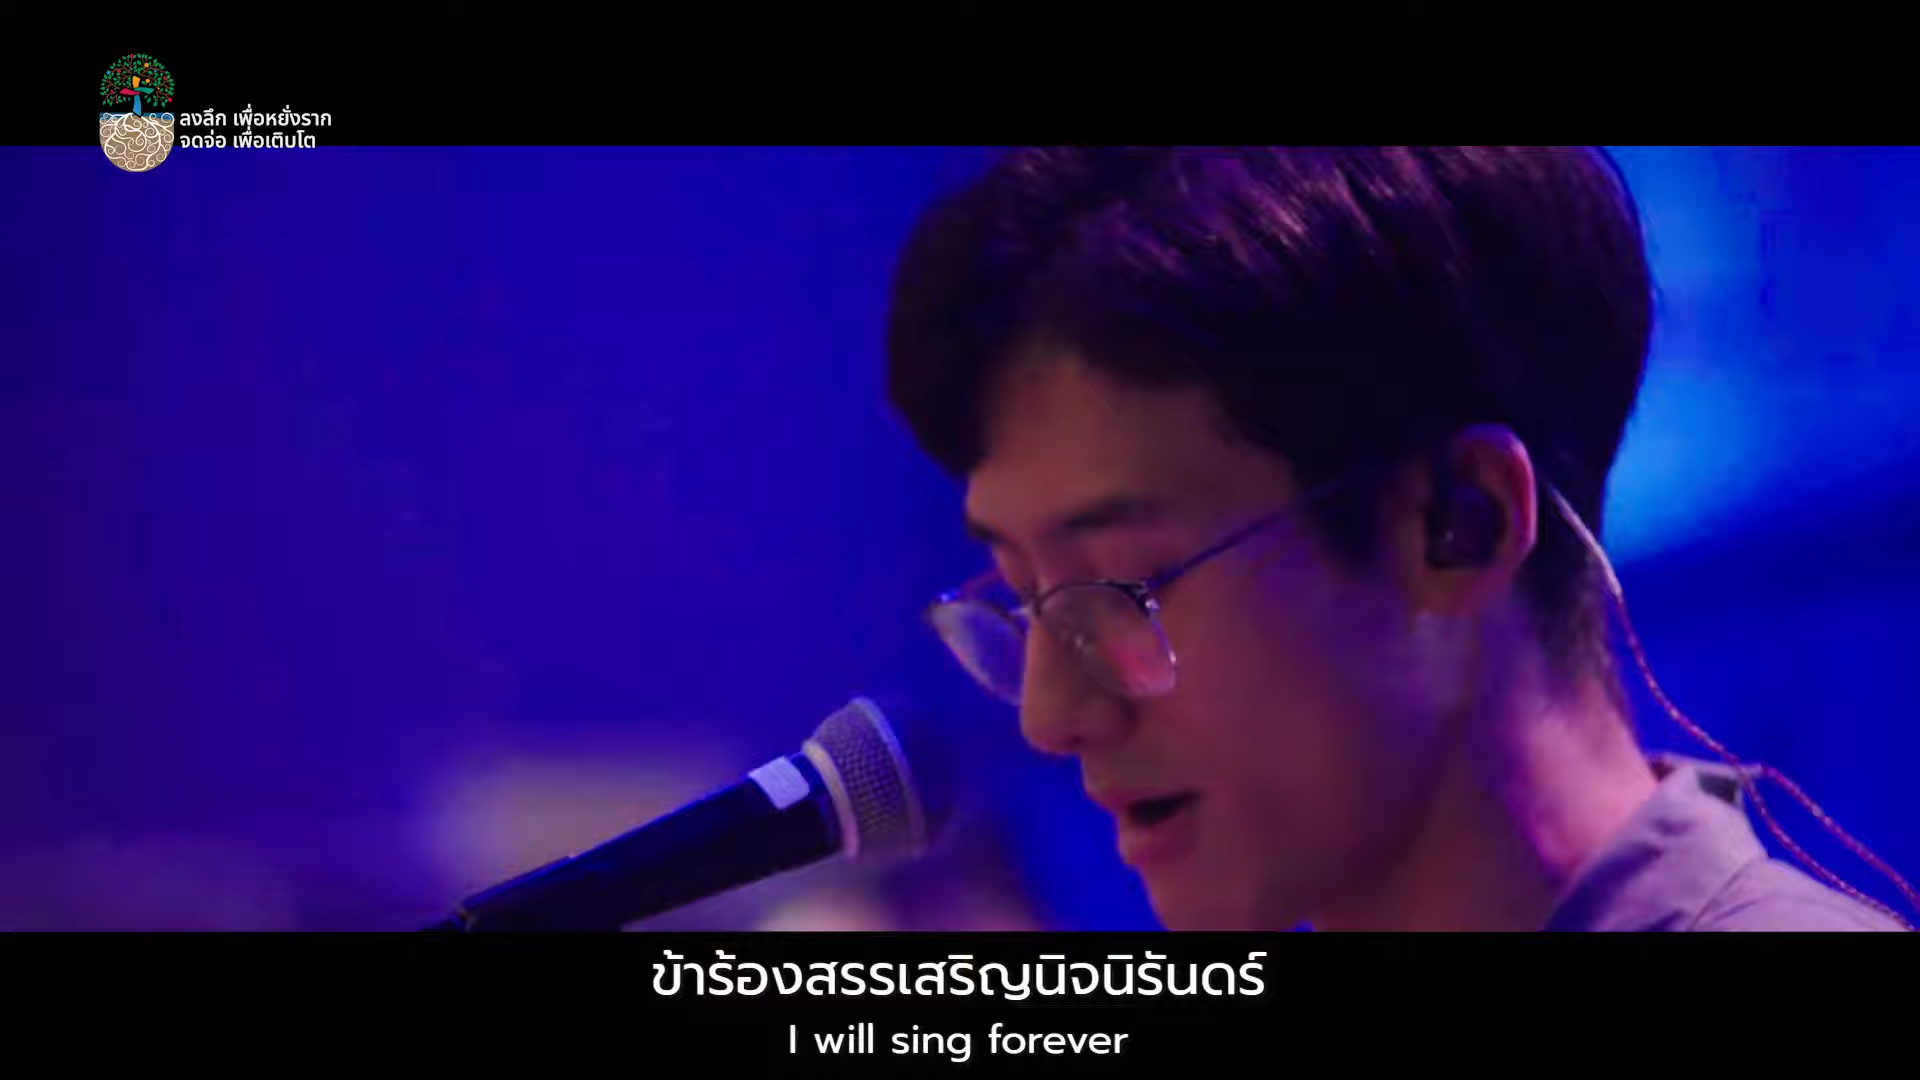 ลงลึก เพื่อหยั่งราก
จดจ่อ เพื่อเติบโต
ข้าร้องสรรเสริญนิจนิรันดร์
I will sing forever